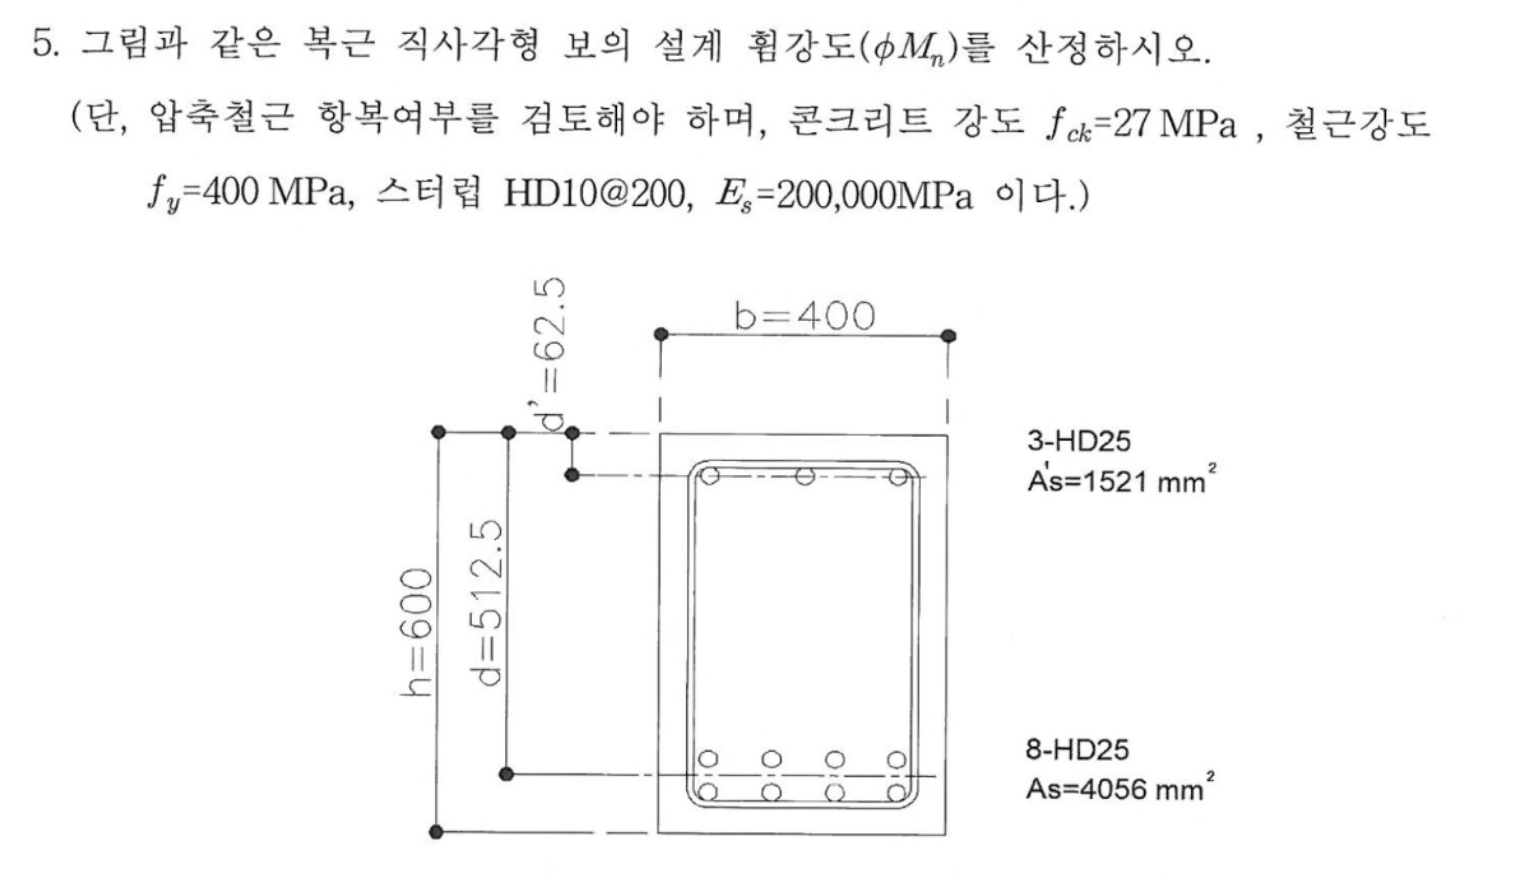 5. 그림과 같은 복근 직사각형 보의 설계 휨강도(ϕMₙ)를 산정하시오.
(단, 압축철근 항복여부를 검토해야 하며, 콘크리트 강도 f_ck=27 MPa , 철근강도
f_y=400 MPa, 스터럽 HD10@200, E_s=200,000MPa 이다.)
d'=62.5
b=400
3-HD25
A's=1521 mm²
d=512.5
h=600
8-HD25
As=4056 mm²